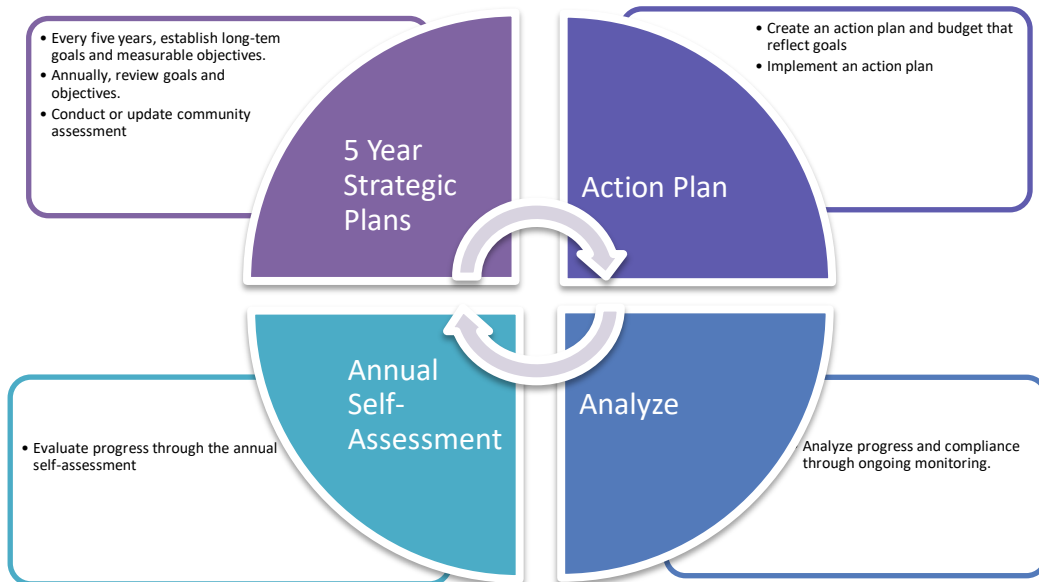 • Every five years, establish long-tem
goals and measurable objectives.
• Annually, review goals and
objectives.
• Conduct or update community
assessment
5 Year
Strategic
Plans
• Create an action plan and budget that
reflect goals
• Implement an action plan
Action Plan
Annual
Self-
Assessment
• Evaluate progress through the annual
self-assessment
Analyze
Analyze progress and compliance
through ongoing monitoring.